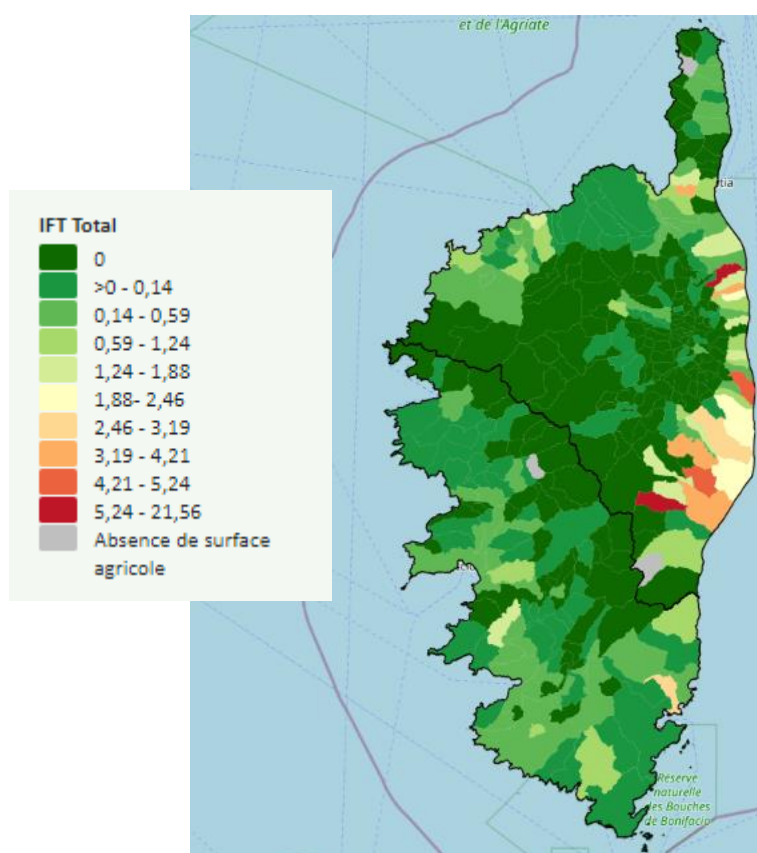 et de l'Agriate
tia
IFT Total
0
>0 - 0,14
0,14 - 0,59
0,59 - 1,24
1,24 - 1,88
1,88- 2,46
2,46 - 3,19
3,19 - 4,21
4,21 - 5,24
5,24 - 21,56
Absence de surface
agricole
Réserve
naturelle
les Bouches
de Bonifacio